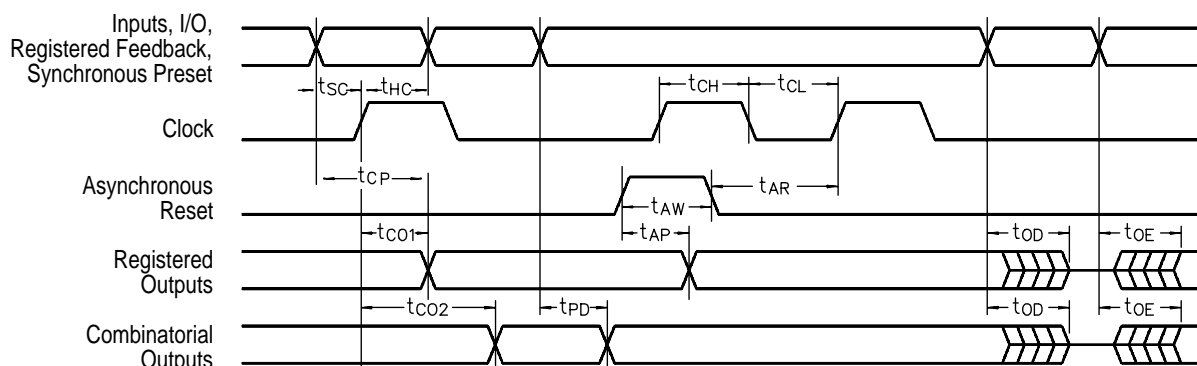 Inputs, I/O,
Registered Feedback,
Synchronous Preset
tSC
tHC
tCH
tCL
Clock
tCP
Asynchronous
Reset
tAW
tAR
tCO1
tAP
tOD
tOE
Registered
Outputs
tCO2
tPD
tOD
tOE
Combinatorial
Outputs